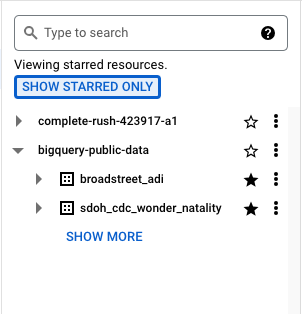 Type to search
Viewing starred resources.
SHOW STARRED ONLY
complete-rush-423917-a1
bigquery-public-data
broadstreet_adi
sdoh_cdc_wonder_natality
SHOW MORE